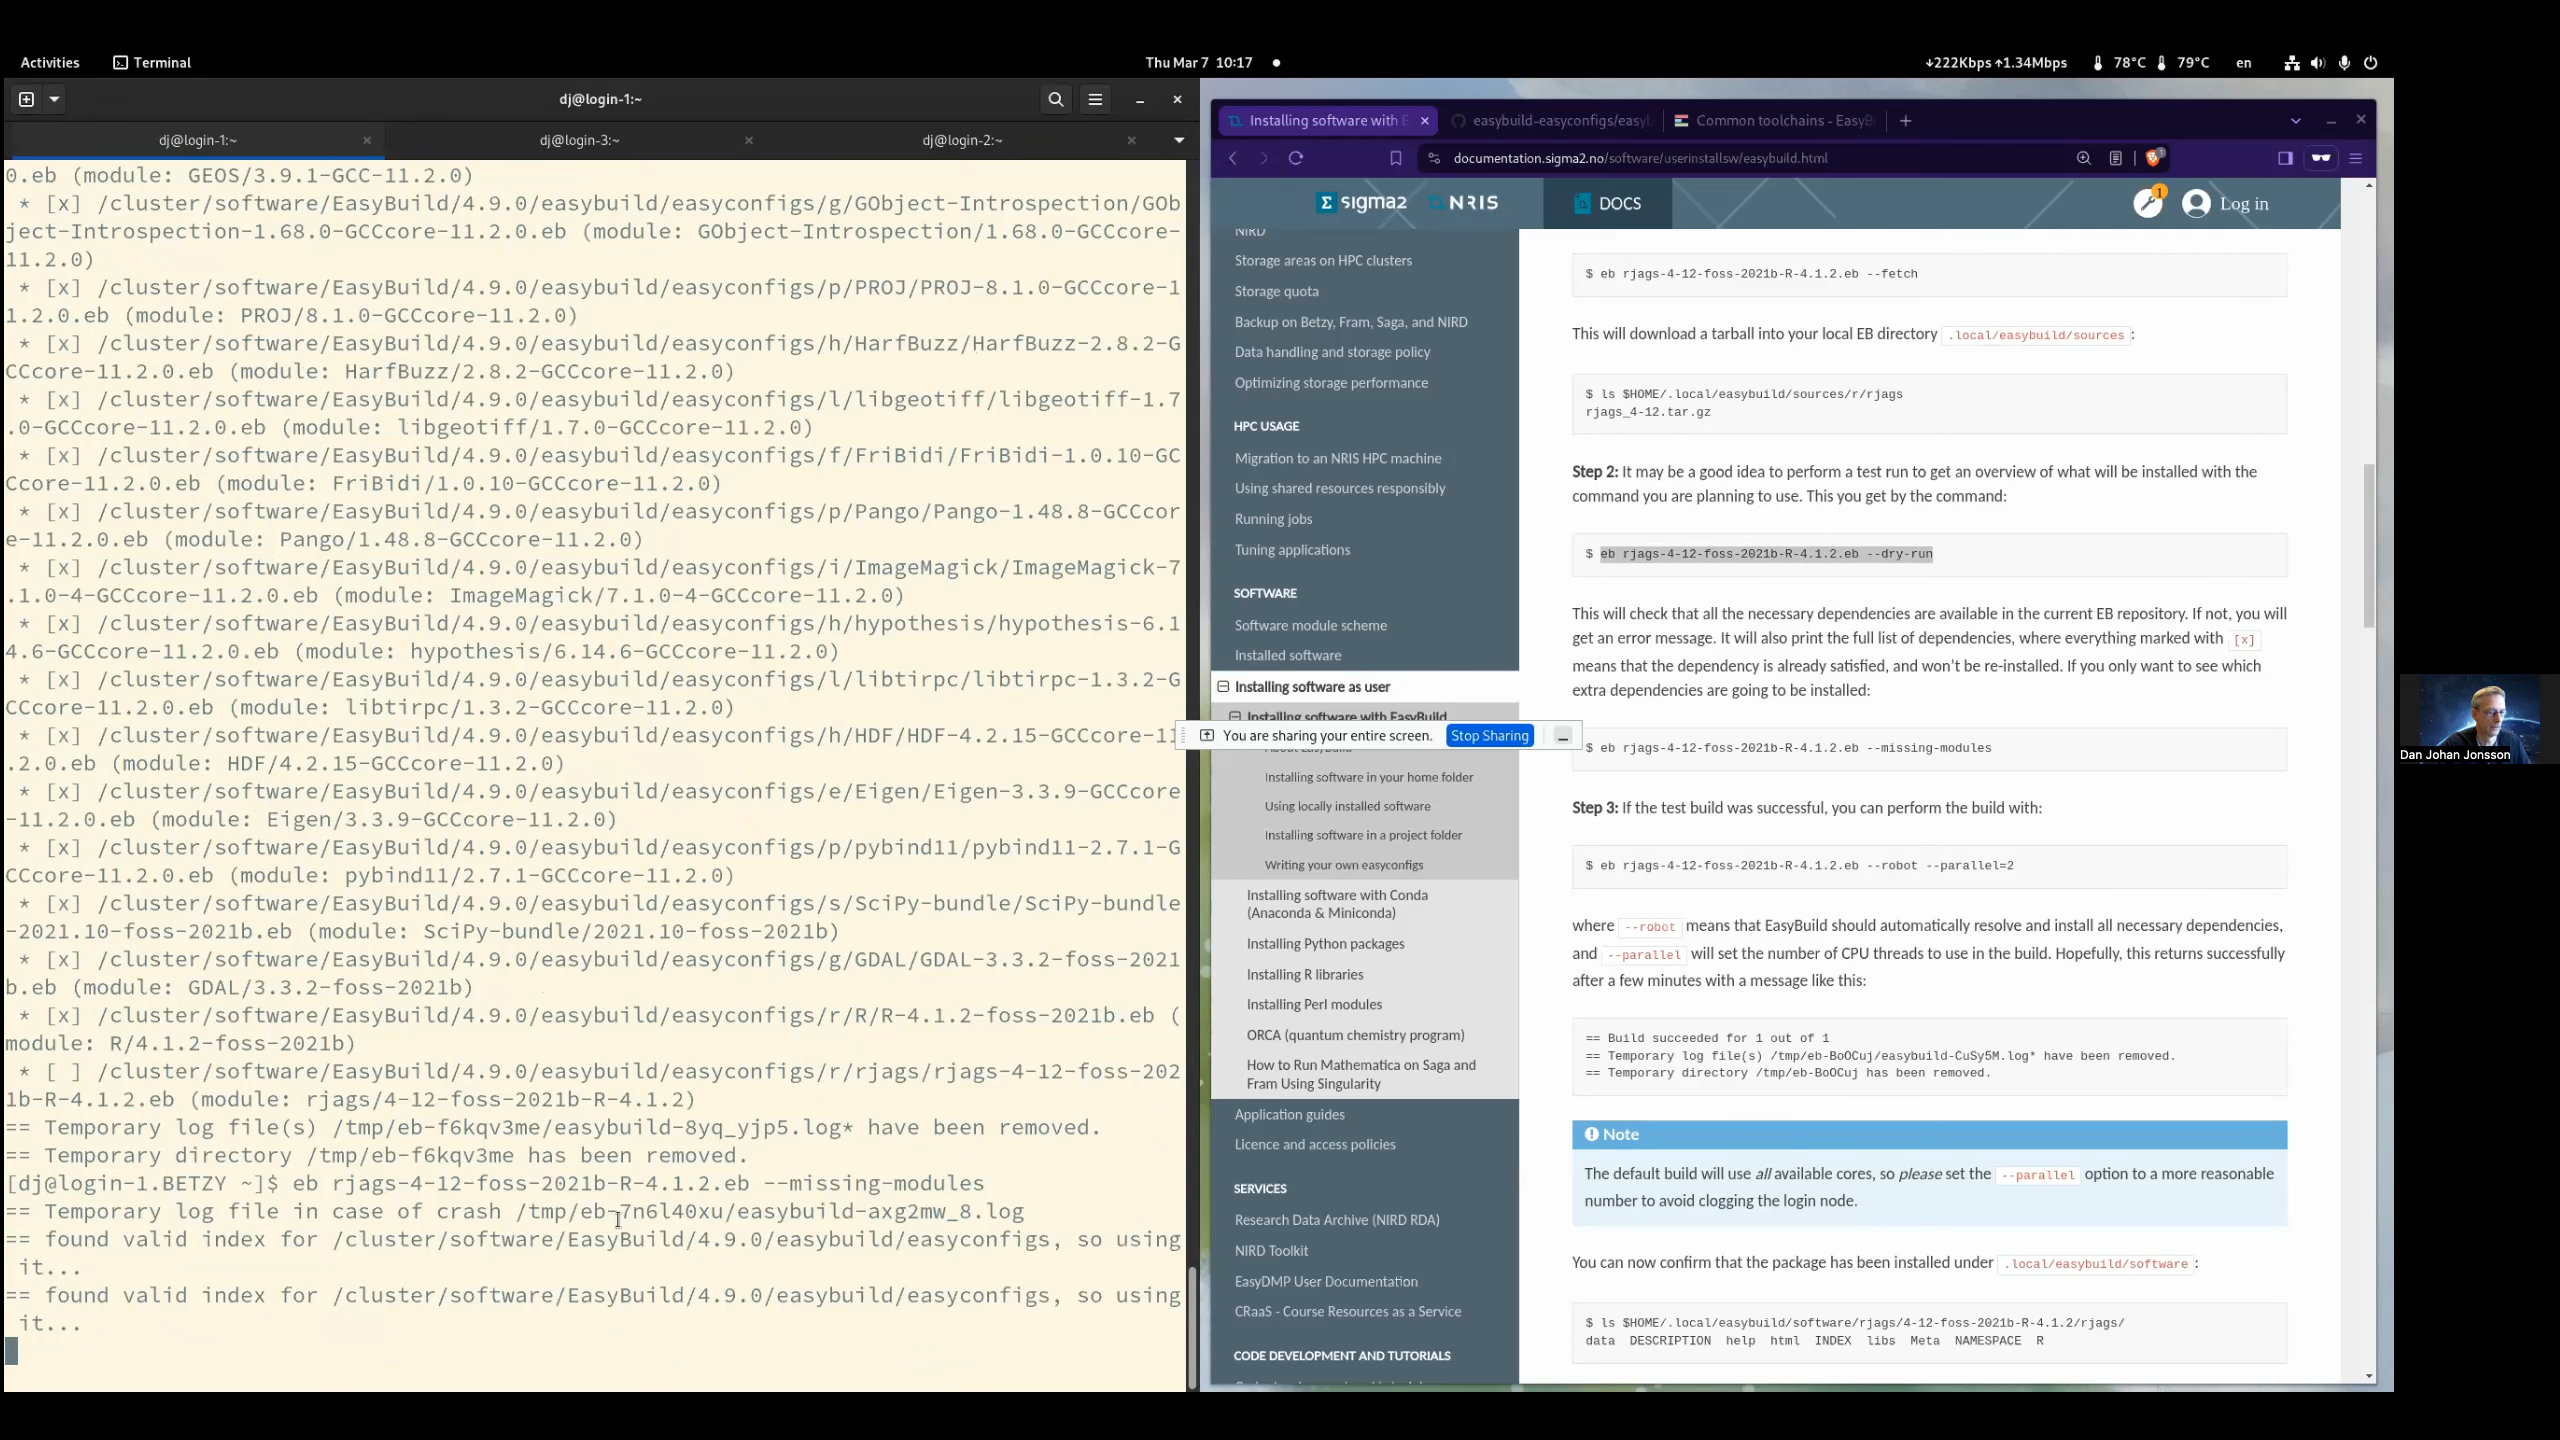 Activities
Terminal
Thu Mar 7 10:17
↓222Kbps ↑1.34Mbps
78°C
79°C
en
dj@login-1:~
dj@login-1:~
dj@login-3:~
dj@login-2:~
0.eb (module: GEOS/3.9.1-GCC-11.2.0)
* [x] /cluster/software/EasyBuild/4.9.0/easybuild/easyconfigs/g/GObject-Introspection/GOb
ject-Introspection-1.68.0-GCCcore-11.2.0.eb (module: GObject-Introspection/1.68.0-GCCcore-
11.2.0)
* [x] /cluster/software/EasyBuild/4.9.0/easybuild/easyconfigs/p/PROJ/PROJ-8.1.0-GCCcore-1
1.2.0.eb (module: PROJ/8.1.0-GCCcore-11.2.0)
* [x] /cluster/software/EasyBuild/4.9.0/easybuild/easyconfigs/h/HarfBuzz/HarfBuzz-2.8.2-G
CCcore-11.2.0.eb (module: HarfBuzz/2.8.2-GCCcore-11.2.0)
* [x] /cluster/software/EasyBuild/4.9.0/easybuild/easyconfigs/l/libgeotiff/libgeotiff-1.7
.0-GCCcore-11.2.0.eb (module: libgeotiff/1.7.0-GCCcore-11.2.0)
* [x] /cluster/software/EasyBuild/4.9.0/easybuild/easyconfigs/f/FriBidi/FriBidi-1.0.10-GC
Ccore-11.2.0.eb (module: FriBidi/1.0.10-GCCcore-11.2.0)
* [x] /cluster/software/EasyBuild/4.9.0/easybuild/easyconfigs/p/Pango/Pango-1.48.8-GCCcor
e-11.2.0.eb (module: Pango/1.48.8-GCCcore-11.2.0)
* [x] /cluster/software/EasyBuild/4.9.0/easybuild/easyconfigs/i/ImageMagick/ImageMagick-7
.1.0-4-GCCcore-11.2.0.eb (module: ImageMagick/7.1.0-4-GCCcore-11.2.0)
* [x] /cluster/software/EasyBuild/4.9.0/easybuild/easyconfigs/h/hypothesis/hypothesis-6.1
4.6-GCCcore-11.2.0.eb (module: hypothesis/6.14.6-GCCcore-11.2.0)
* [x] /cluster/software/EasyBuild/4.9.0/easybuild/easyconfigs/l/libtirpc/libtirpc-1.3.2-G
CCcore-11.2.0.eb (module: libtirpc/1.3.2-GCCcore-11.2.0)
* [x] /cluster/software/EasyBuild/4.9.0/easybuild/easyconfigs/h/HDF/HDF-4.2.15-GCCcore-11
.2.0.eb (module: HDF/4.2.15-GCCcore-11.2.0)
* [x] /cluster/software/EasyBuild/4.9.0/easybuild/easyconfigs/e/Eigen/Eigen-3.3.9-GCCcore
-11.2.0.eb (module: Eigen/3.3.9-GCCcore-11.2.0)
* [x] /cluster/software/EasyBuild/4.9.0/easybuild/easyconfigs/p/pybind11/pybind11-2.7.1-G
CCcore-11.2.0.eb (module: pybind11/2.7.1-GCCcore-11.2.0)
* [x] /cluster/software/EasyBuild/4.9.0/easybuild/easyconfigs/s/SciPy-bundle/SciPy-bundle
-2021.10-foss-2021b.eb (module: SciPy-bundle/2021.10-foss-2021b)
* [x] /cluster/software/EasyBuild/4.9.0/easybuild/easyconfigs/g/GDAL/GDAL-3.3.2-foss-2021
b.eb (module: GDAL/3.3.2-foss-2021b)
* [x] /cluster/software/EasyBuild/4.9.0/easybuild/easyconfigs/r/R/R-4.1.2-foss-2021b.eb (
module: R/4.1.2-foss-2021b)
* [ ] /cluster/software/EasyBuild/4.9.0/easybuild/easyconfigs/r/rjags/rjags-4-12-foss-202
1b-R-4.1.2.eb (module: rjags/4-12-foss-2021b-R-4.1.2)
== Temporary log file(s) /tmp/eb-f6kqv3me/easybuild-8yq_yjp5.log* have been removed.
== Temporary directory /tmp/eb-f6kqv3me has been removed.
[dj@login-1.BETZY ~]$ eb rjags-4-12-foss-2021b-R-4.1.2.eb --missing-modules
== Temporary log file in case of crash /tmp/eb-7n6l40xu/easybuild-axg2mw_8.log
== found valid index for /cluster/software/EasyBuild/4.9.0/easybuild/easyconfigs, so using
it...
== found valid index for /cluster/software/EasyBuild/4.9.0/easybuild/easyconfigs, so using
it...
Installing software with E
easybuild-easyconfigs/easyb
Common toolchains - EasyB
documentation.sigma2.no/software/userinstallsw/easybuild.html
sigma2
NRIS
DOCS
1
Log in
NIRD
Storage areas on HPC clusters
Storage quota
Backup on Betzy, Fram, Saga, and NIRD
Data handling and storage policy
Optimizing storage performance
HPC USAGE
Migration to an NRIS HPC machine
Using shared resources responsibly
Running jobs
Tuning applications
SOFTWARE
Software module scheme
Installed software
Installing software as user
Installing software with EasyBuild
You are sharing your entire screen.
Stop Sharing
About EasyBuild
Installing software in your home folder
Using locally installed software
Installing software in a project folder
Writing your own easyconfigs
Installing software with Conda
(Anaconda & Miniconda)
Installing Python packages
Installing R libraries
Installing Perl modules
ORCA (quantum chemistry program)
How to Run Mathematica on Saga and
Fram Using Singularity
Application guides
Licence and access policies
SERVICES
Research Data Archive (NIRD RDA)
NIRD Toolkit
EasyDMP User Documentation
CRaaS - Course Resources as a Service
CODE DEVELOPMENT AND TUTORIALS
$ eb rjags-4-12-foss-2021b-R-4.1.2.eb --fetch
This will download a tarball into your local EB directory .local/easybuild/sources :
$ ls $HOME/.local/easybuild/sources/r/rjags
rjags_4-12.tar.gz
Step 2: It may be a good idea to perform a test run to get an overview of what will be installed with the
command you are planning to use. This you get by the command:
$ eb rjags-4-12-foss-2021b-R-4.1.2.eb --dry-run
This will check that all the necessary dependencies are available in the current EB repository. If not, you will
get an error message. It will also print the full list of dependencies, where everything marked with [x]
means that the dependency is already satisfied, and won't be re-installed. If you only want to see which
extra dependencies are going to be installed:
$ eb rjags-4-12-foss-2021b-R-4.1.2.eb --missing-modules
Step 3: If the test build was successful, you can perform the build with:
$ eb rjags-4-12-foss-2021b-R-4.1.2.eb --robot --parallel=2
where --robot means that EasyBuild should automatically resolve and install all necessary dependencies,
and --parallel will set the number of CPU threads to use in the build. Hopefully, this returns successfully
after a few minutes with a message like this:
== Build succeeded for 1 out of 1
== Temporary log file(s) /tmp/eb-BoOCuj/easybuild-CuSy5M.log* have been removed.
== Temporary directory /tmp/eb-BoOCuj has been removed.
Note
The default build will use all available cores, so please set the --parallel option to a more reasonable
number to avoid clogging the login node.
You can now confirm that the package has been installed under .local/easybuild/software :
$ ls $HOME/.local/easybuild/software/rjags/4-12-foss-2021b-R-4.1.2/rjags/
data DESCRIPTION help html INDEX libs Meta NAMESPACE R
Dan Johan Jonsson